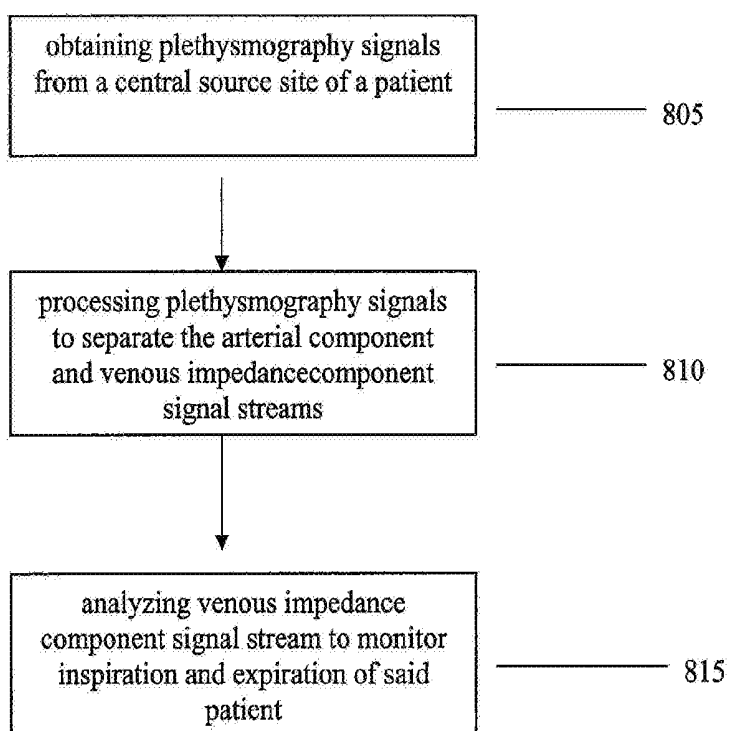 obtaining plethysmography signals
from a central source site of a patient
805
processing plethysmography signals
to separate the arterial component
and venous impedancecomponent
signal streams
810
analyzing venous impedance
component signal stream to monitor
inspiration and expiration of said
patient
815